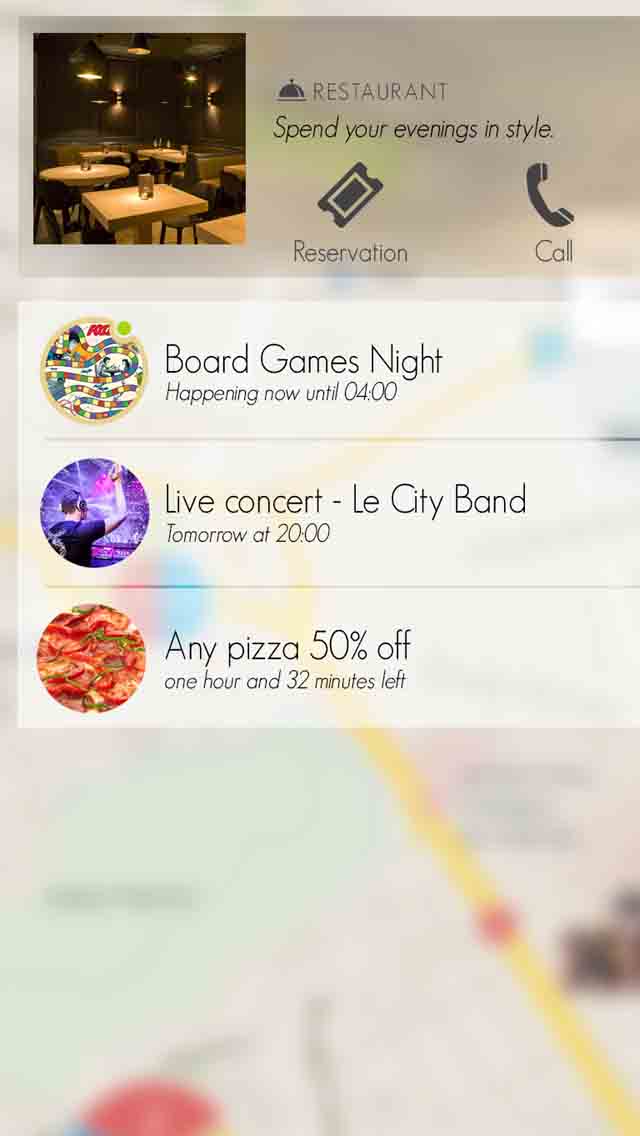 RESTAURANT
Spend your evenings in style.
Reservation
Call
Board Games Night
Happening now until 04:00
Live concert - Le City Band
Tomorrow at 20:00
Any pizza 50% off
one hour and 32 minutes left